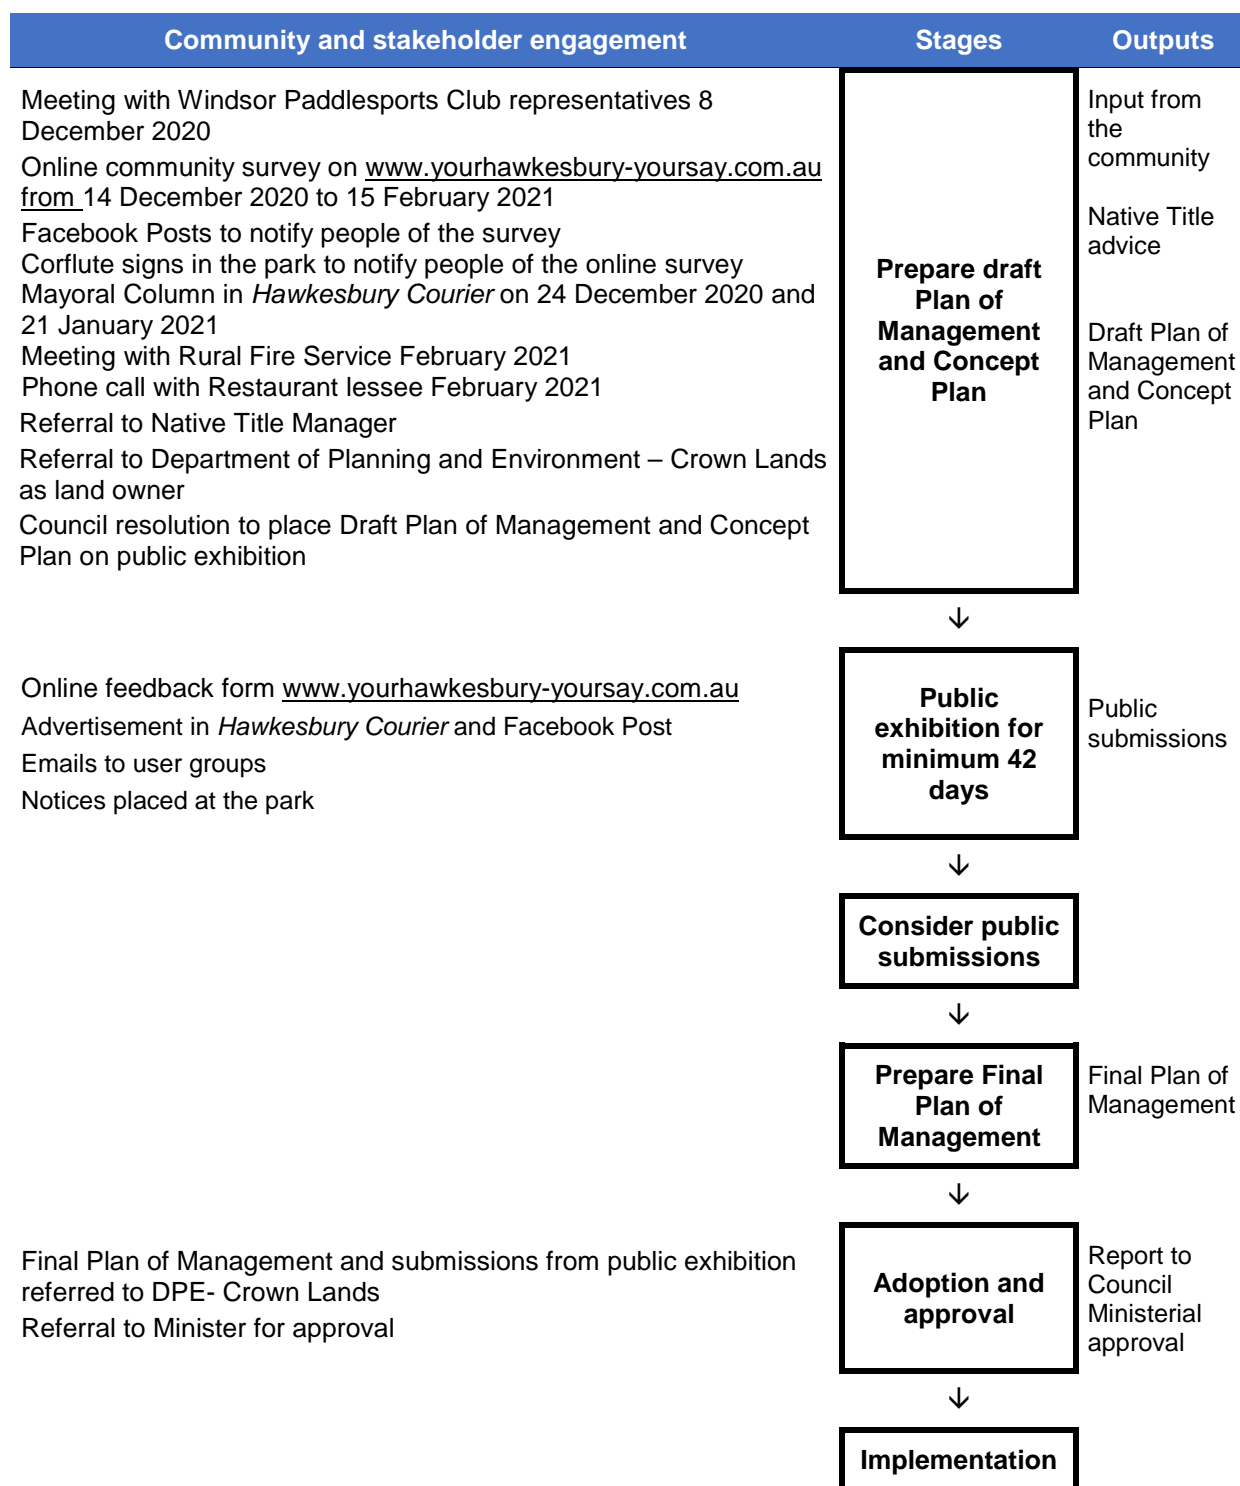 Community and stakeholder engagement
Stages
Outputs
Meeting with Windsor Paddlesports Club representatives 8
December 2020
Online community survey on www.yourhawkesbury-yoursay.com.au
from 14 December 2020 to 15 February 2021
Facebook Posts to notify people of the survey
Corflute signs in the park to notify people of the online survey
Mayoral Column in Hawkesbury Courier on 24 December 2020 and
21 January 2021
Meeting with Rural Fire Service February 2021
Phone call with Restaurant lessee February 2021
Referral to Native Title Manager
Referral to Department of Planning and Environment – Crown Lands
as land owner
Council resolution to place Draft Plan of Management and Concept
Plan on public exhibition
Prepare draft
Plan of
Management
and Concept
Plan
Input from
the
community
Native Title
advice
Draft Plan of
Management
and Concept
Plan
↓
Online feedback form www.yourhawkesbury-yoursay.com.au
Advertisement in Hawkesbury Courier and Facebook Post
Emails to user groups
Notices placed at the park
Public
exhibition for
minimum 42
days
Public
submissions
↓
Consider public
submissions
↓
Prepare Final
Plan of
Management
Final Plan of
Management
↓
Final Plan of Management and submissions from public exhibition
referred to DPE- Crown Lands
Referral to Minister for approval
Adoption and
approval
Report to
Council
Ministerial
approval
↓
Implementation